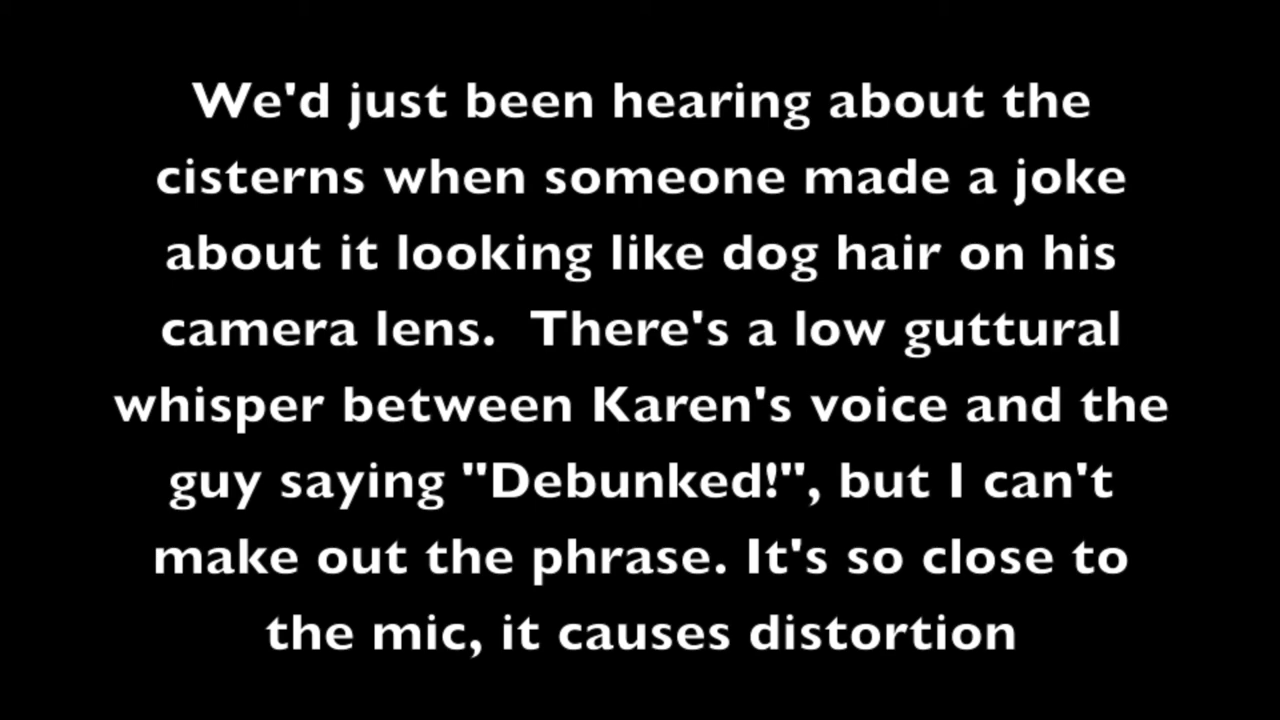 We'd just been hearing about the
cisterns when someone made a joke
about it looking like dog hair on his
camera lens.  There's a low guttural
whisper between Karen's voice and the
guy saying "Debunked!", but I can't
make out the phrase. It's so close to
the mic, it causes distortion